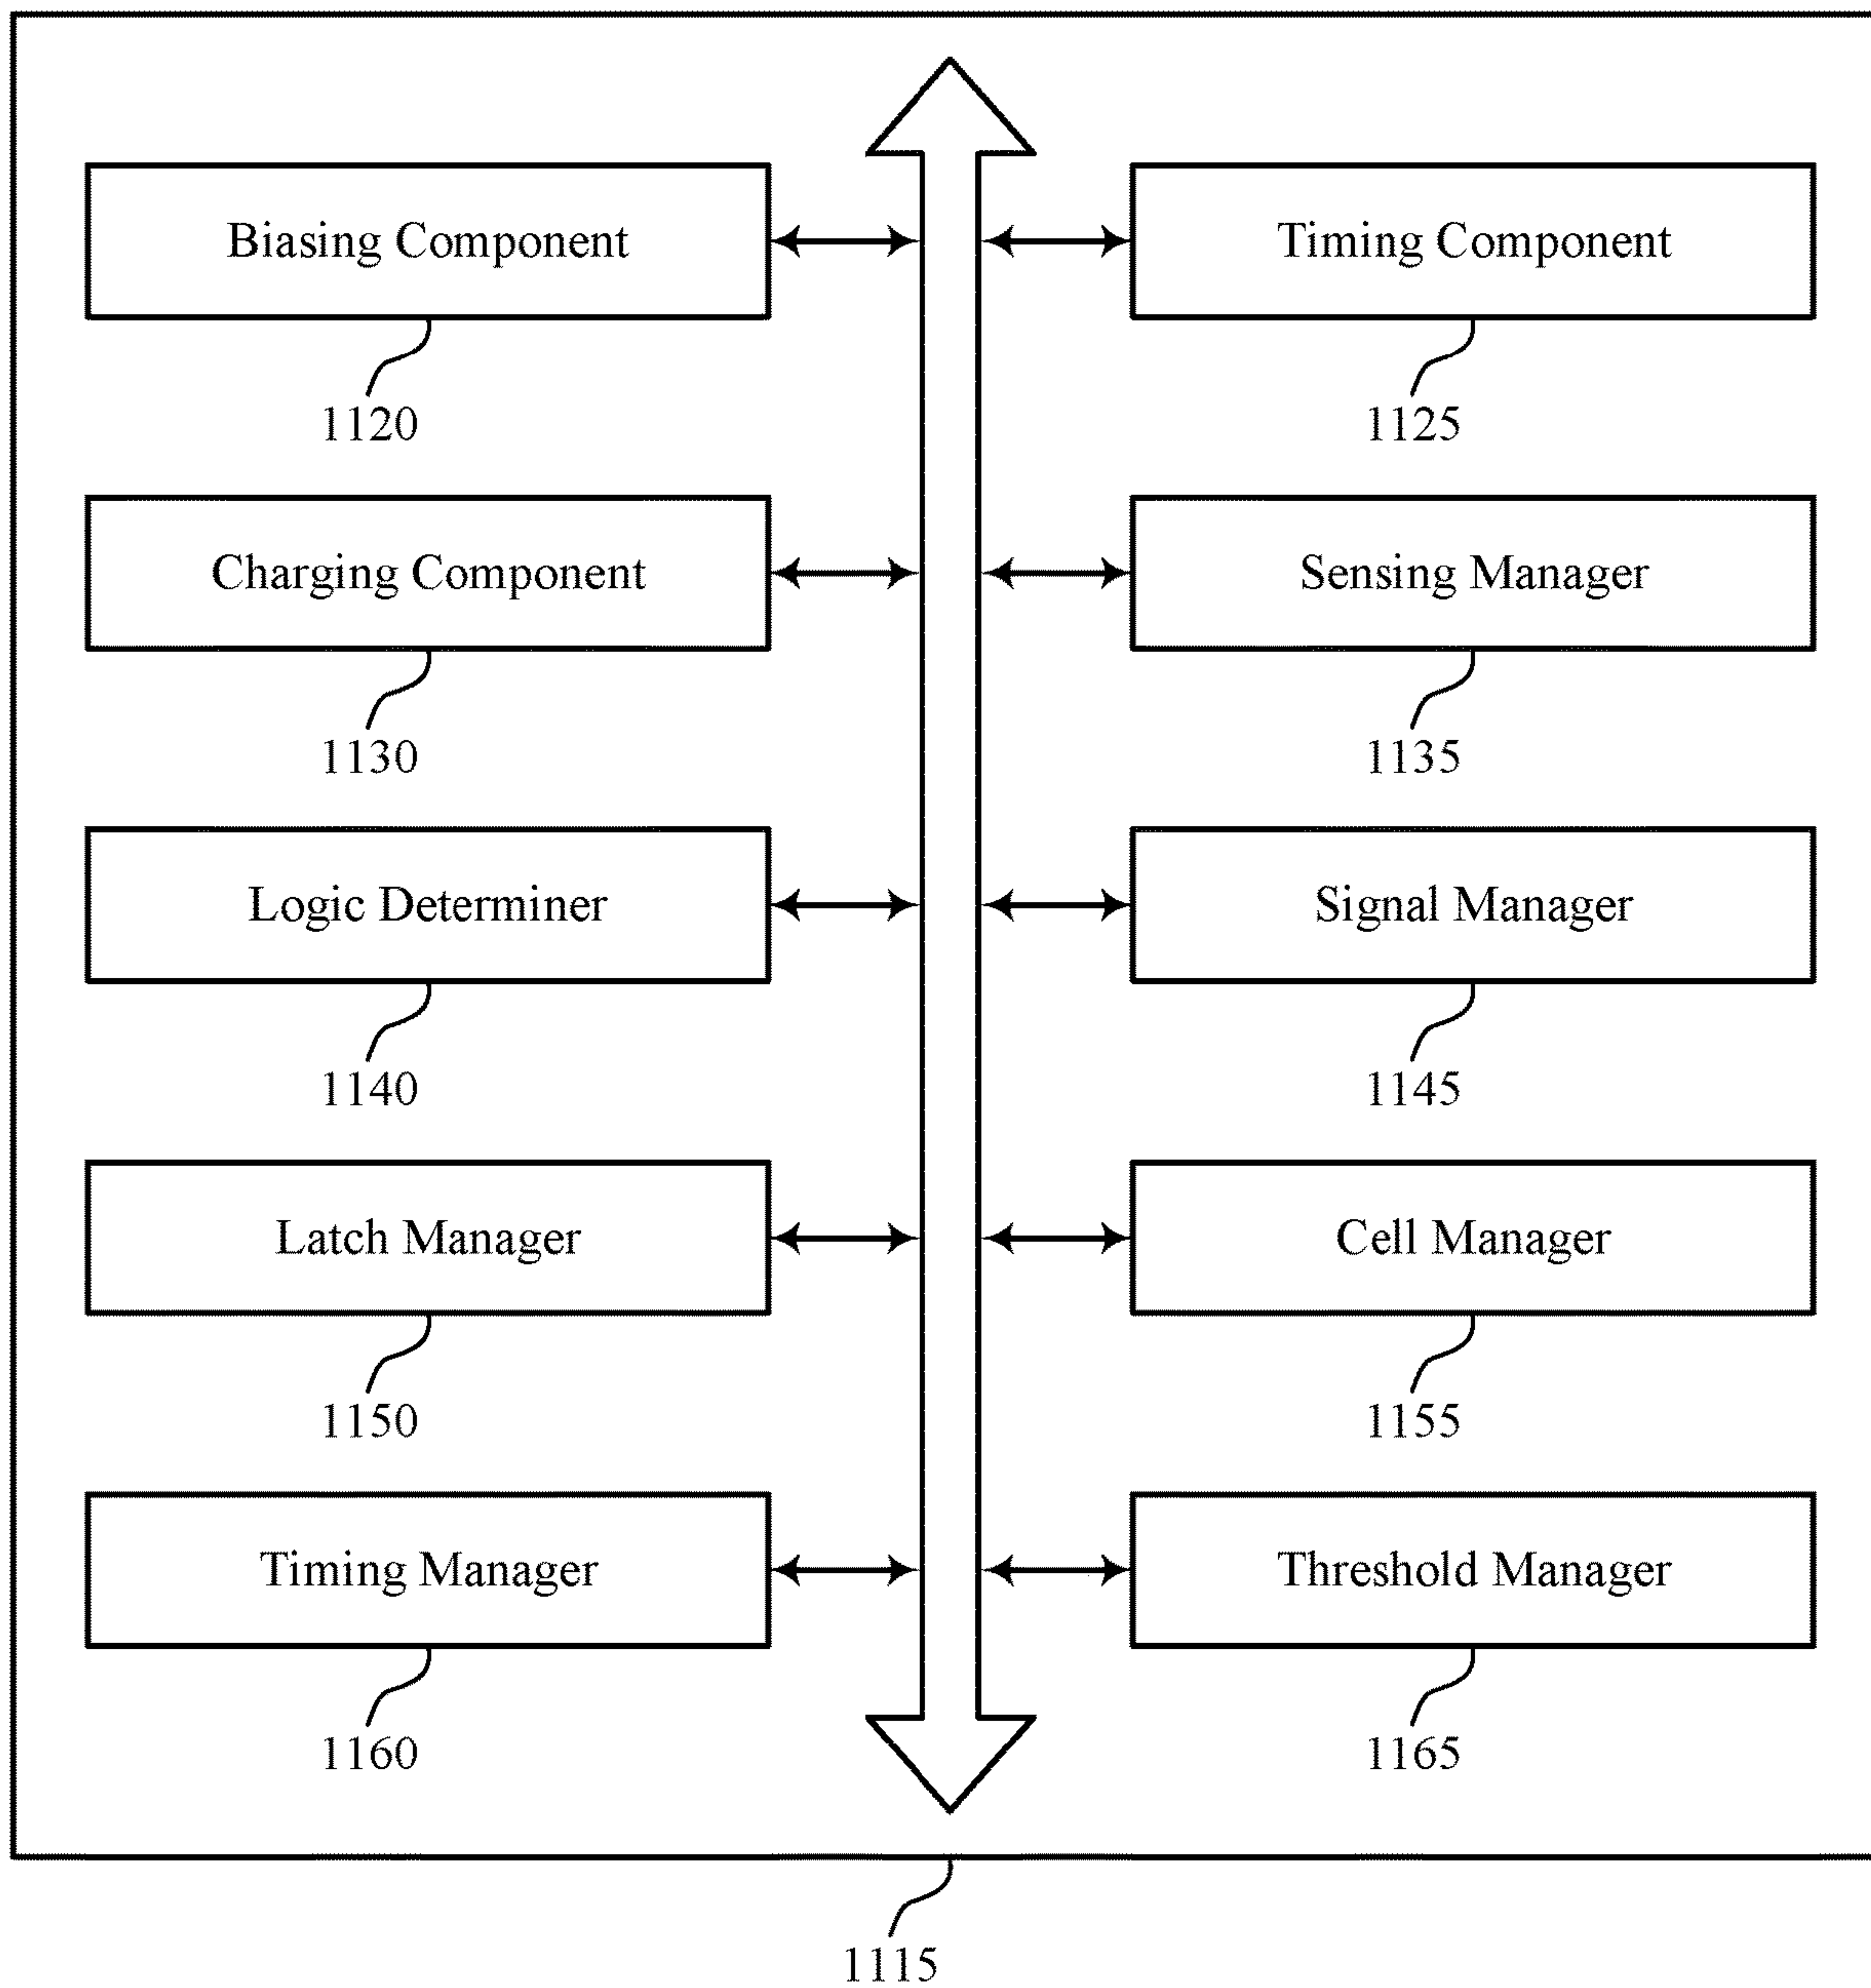 Biasing Component
Timing Component
1120
1125
Charging Component
Sensing Manager
1130
1135
Logic Determiner
Signal Manager
1140
1145
Latch Manager
Cell Manager
1150
1155
Timing Manager
Threshold Manager
1160
1165
1115